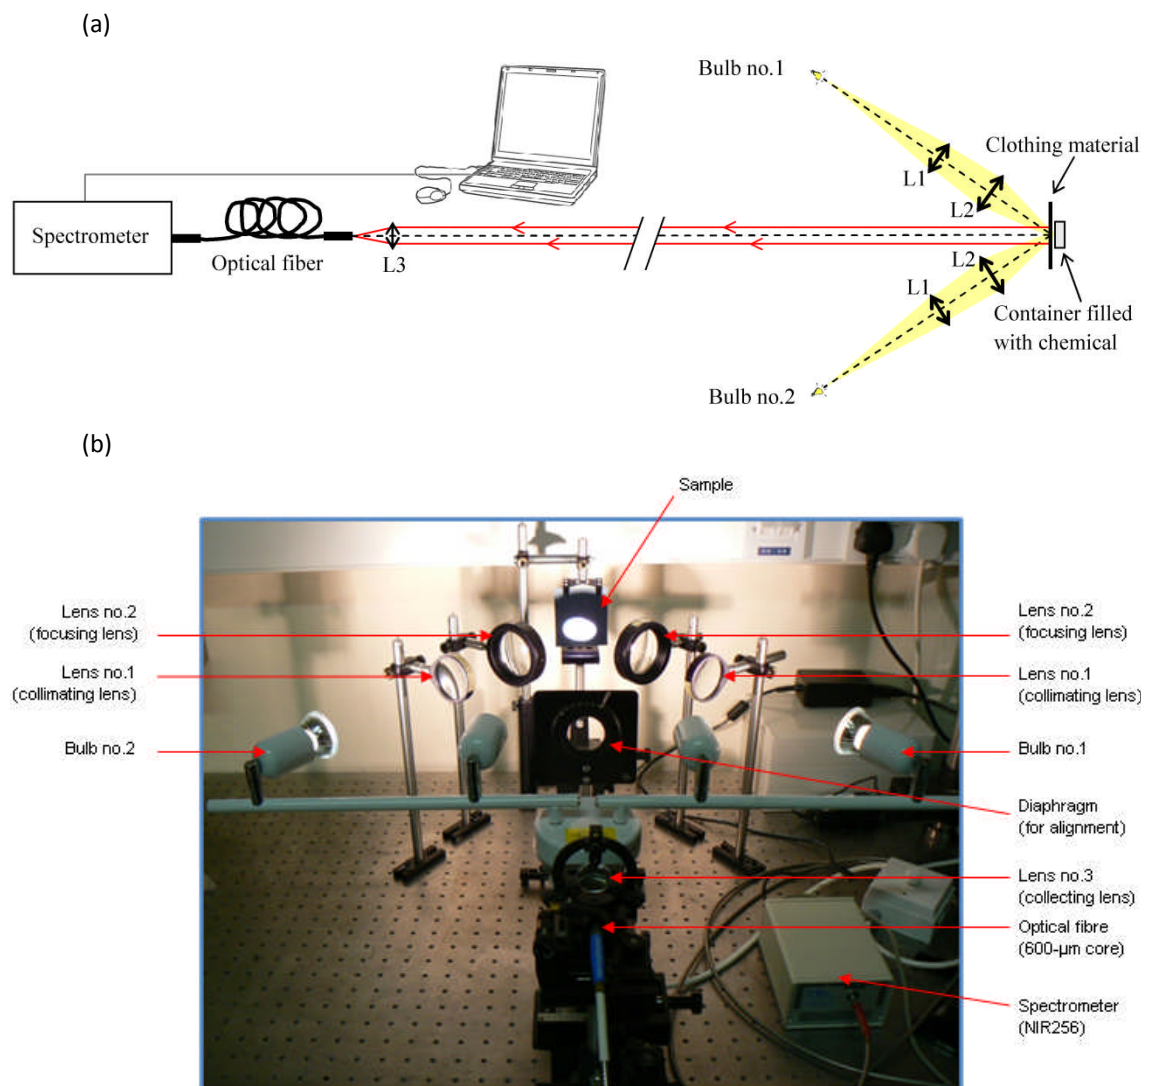 (a)
Bulb no.1
Clothing material
L1
L2
Spectrometer
Optical fiber
L3
L2
L1
Container filled
with chemical
Bulb no.2
(b)
Sample
Lens no.2
(focusing lens)
Lens no.1
(collimating lens)
Bulb no.2
Lens no.2
(focusing lens)
Lens no.1
(collimating lens)
Bulb no.1
Diaphragm
(for alignment)
Lens no.3
(collecting lens)
Optical fibre
(600-µm core)
Spectrometer
(NIR256)